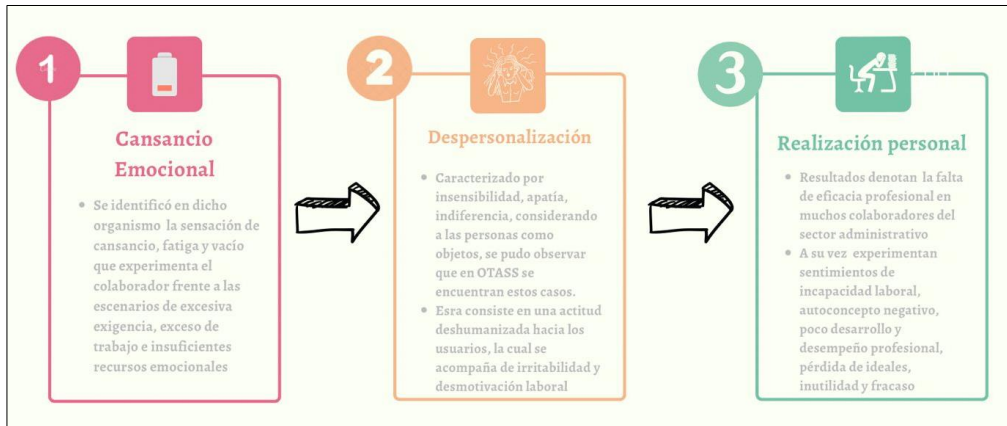 1
Cansancio
Emocional
• Se identificó en dicho
organismo la sensación de
cansancio, fatiga y vacío
que experimenta el
colaborador frente a las
escenarios de excesiva
exigencia, exceso de
trabajo e insuficientes
recursos emocionales
2
Despersonalización
• Caracterizado por
insensibilidad, apatía,
indiferencia, considerando
a las personas como
objetos, se pudo observar
que en OTASS se
encuentran estos casos.
• Esra consiste en una actitud
deshumanizada hacia los
usuarios, la cual se
acompaña de irritabilidad y
desmotivación laboral
3
Realización personal
• Resultados denotan la falta
de eficacia profesional en
muchos colaboradores del
sector administrativo
• A su vez experimentan
sentimientos de
incapacidad laboral,
autoconcepto negativo,
poco desarrollo y
desempeño profesional,
pérdida de ideales,
inutilidad y fracaso